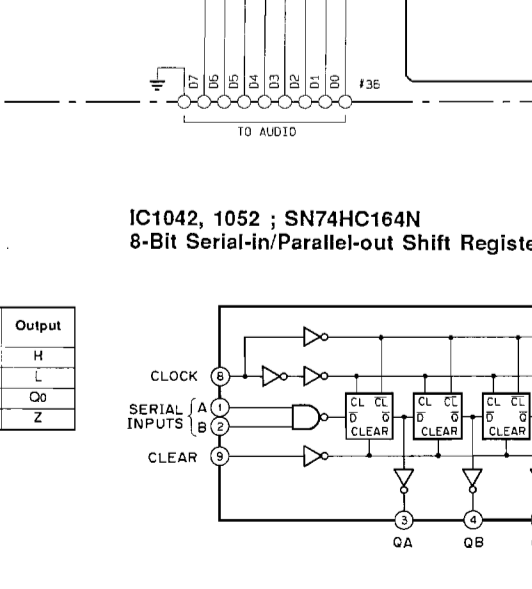 D7 D6 D5 D4 D3 D2 D1 D0 #36
TO AUDIO
IC1042, 1052 ; SN74HC164N
8-Bit Serial-in/Parallel-out Shift Registe
Output
H
L
Qo
Z
CLOCK 8
SERIAL INPUTS
A 1
B 2
CLEAR 9
CL CL
D Q
CLEAR
CL CL
D Q
CLEAR
CL CL
D Q
CLEAR
3 4
QA QB